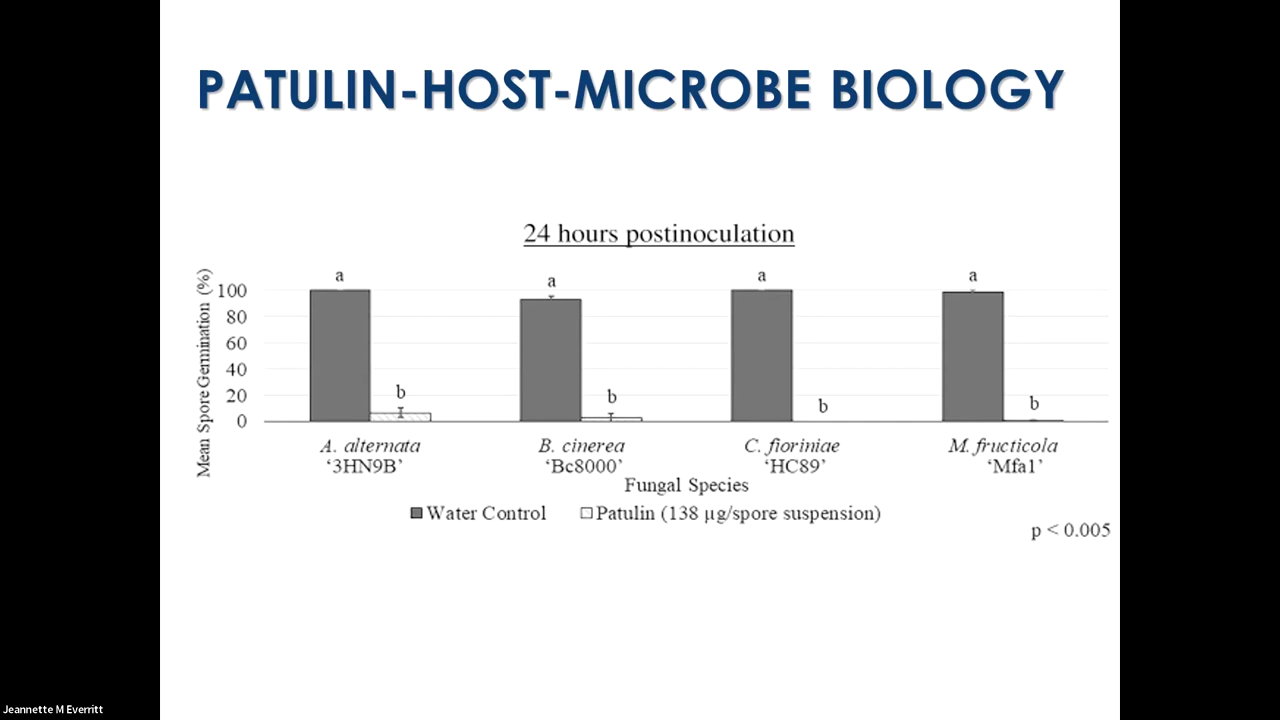 PATULIN-HOST-MICROBE BIOLOGY
24 hours postinoculation
Mean Spore Germination (%)
100
80
60
40
20
0
a
b
a
b
a
b
a
b
A. alternata
‘3HN9B’
B. cinerea
‘Bc8000’
C. fioriniae
‘HC89’
M. fructicola
‘Mfa1’
Fungal Species
Water Control
Patulin (138 µg/spore suspension)
p < 0.005
Jeannette M Everritt